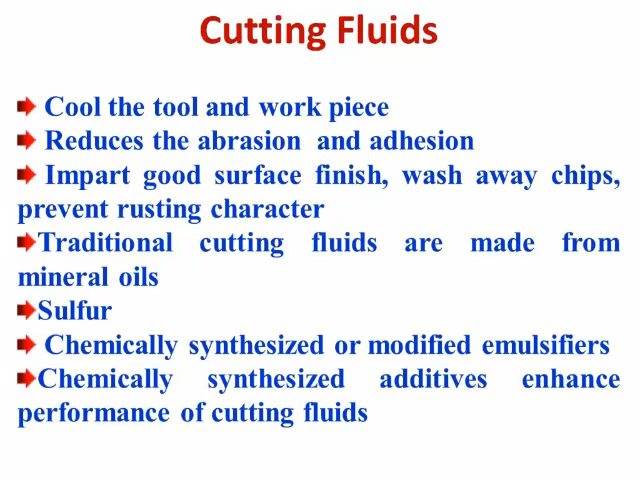 Cutting Fluids
Cool the tool and work piece
Reduces the abrasion and adhesion
Impart good surface finish, wash away chips,
prevent rusting character
Traditional cutting fluids are made from
mineral oils
Sulfur
Chemically synthesized or modified emulsifiers
Chemically synthesized additives enhance
performance of cutting fluids